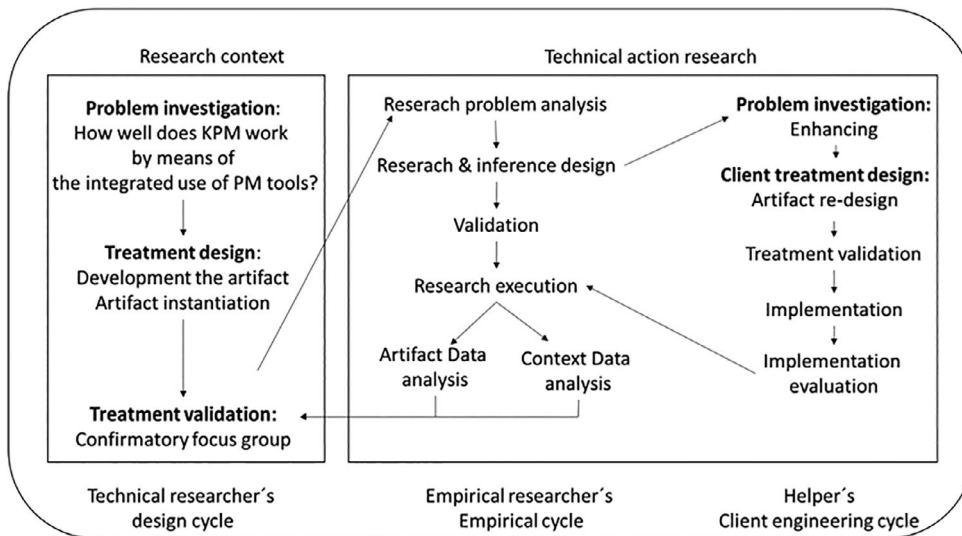 Research context
Problem investigation:
How well does KPM work
by means of
the integrated use of PM tools?
Treatment design:
Development the artifact
Artifact instantiation
Treatment validation:
Confirmatory focus group
Technical researcher´s
design cycle
Technical action research
Reserach problem analysis
Reserach & inference design
Validation
Research execution
Artifact Data
analysis
Context Data
analysis
Empirical researcher´s
Empirical cycle
Problem investigation:
Enhancing
Client treatment design:
Artifact re-design
Treatment validation
Implementation
Implementation
evaluation
Helper´s
Client engineering cycle